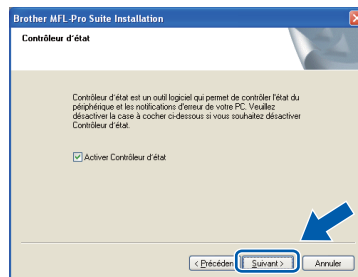 Brother MFL-Pro Suite Installation
Contrôleur d'état
Contrôleur d'état est un outil logiciel qui permet de contrôler l'état du
périphérique et les notifications d'erreur de votre PC. Veuillez
désactiver la case à cocher ci-dessous si vous souhaitez désactiver
Contrôleur d'état.
Activer Contrôleur d'état
< Précéden
Suivant >
Annuler